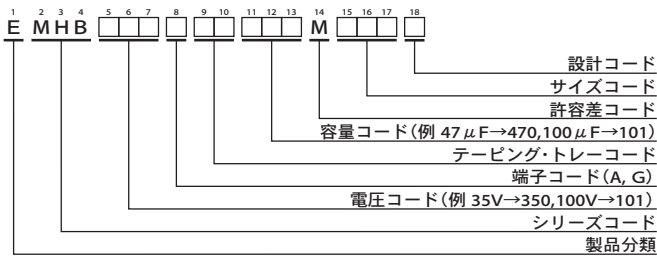 1 2 3 4 5 6 7 8 9 10 11 12 13 14 15 16 17 18
E MHB □□□ □ □□ □□□ M □□□ □
設計コード
サイズコード
許容差コード
容量コード(例 47μF→470,100μF→101)
テーピング・トレーコード
端子コード(A, G)
電圧コード(例 35V→350,100V→101)
シリーズコード
製品分類